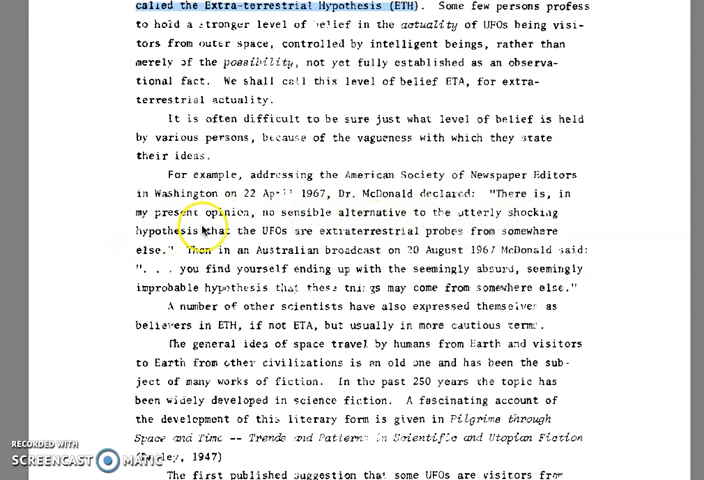 called the Extra-terrestrial Hypothesis (ETH). Some few persons profess
to hold a stronger level of belief in the actuality of UFOs being visi-
tors from outer space, controlled by intelligent beings, rather than
merely of the possibility, not yet fully established as an observa-
tional fact. We shall call this level of belief ETA, for extra-
terrestrial actuality.
It is often difficult to be sure just what level of belief is held
by various persons, because of the vagueness with which they state
their ideas.
For example, addressing the American Society of Newspaper Editors
in Washington on 22 April 1967, Dr. McDonald declared: "There is, in
my present opinion, no sensible alternative to the utterly shocking
hypothesis that the UFOs are extraterrestrial probes from somewhere
else." Then in an Australian broadcast on 20 August 1967 McDonald said:
". . . you find yourself ending up with the seemingly absurd, seemingly
improbable hypothesis that these things may come from somewhere else."
A number of other scientists have also expressed themselves as
believers in ETH, if not ETA, but usually in more cautious terms.
The general idea of space travel by humans from Earth and visitors
to Earth from other civilizations is an old one and has been the sub-
ject of many works of fiction. In the past 250 years the topic has
been widely developed in science fiction. A fascinating account of
the development of this literary form is given in Pilgrims through
Space and Time -- Trends and Patterns in Scientific and Utopian Fiction
(Bailey, 1947)
The first published suggestion that some UFOs are visitors from
RECORDED WITH
SCREENCAST MATIC